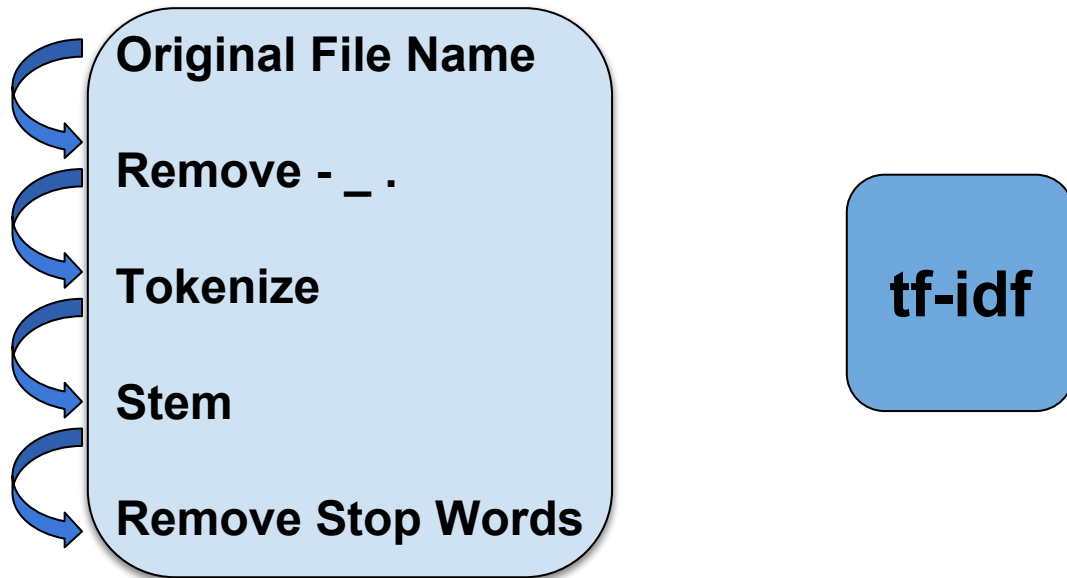 Original File Name
Remove - _ .
Tokenize
Stem
Remove Stop Words
tf-idf